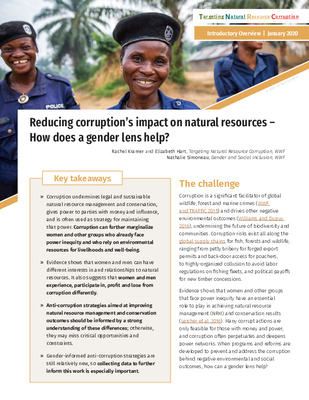 Targeting Natural Resource Corruption
Introductory Overview | January 2020
POLICE
Reducing corruption's impact on natural resources –
How does a gender lens help?
Rachel Kramer and Elizabeth Hart, Targeting Natural Resource Corruption, WWF
Nathalie Simoneau, Gender and Social Inclusion, WWF
Key takeaways
» Corruption undermines legal and sustainable
natural resource management and conservation,
gives power to parties with money and influence,
and is often used as strategy for maintaining
that power. Corruption can further marginalize
women and other groups who already face
power inequity and who rely on environmental
resources for livelihoods and well-being.
» Evidence shows that women and men can have
different interests in and relationships to natural
resources. It also suggests that women and men
experience, participate in, profit and lose from
corruption differently.
» Anti-corruption strategies aimed at improving
natural resource management and conservation
outcomes should be informed by a strong
understanding of these differences; otherwise,
they may miss critical opportunities and
constraints.
» Gender-informed anti-corruption strategies are
still relatively new, so collecting data to further
inform this work is especially important.
The challenge
Corruption is a significant facilitator of global
wildlife, forest and marine crimes (WWF
and TRAFFIC, 2015) and drives other negative
environmental outcomes (Williams and Dupuy,
2016), undermining the future of biodiversity and
communities. Corruption risks exist all along the
global supply chains for fish, forests and wildlife,
ranging from petty bribery for forged export
permits and back-door access for poachers,
to highly-organized collusion to avoid labor
regulations on fishing fleets, and political payoffs
for new timber concessions.
Evidence shows that women and other groups
that face power inequity have an essential
role to play in achieving natural resource
management (NRM) and conservation results
(Leisher et al., 2016). Many corrupt actions are
only feasible for those with money and power,
and corruption often perpetuates and deepens
power networks. When programs and reforms are
developed to prevent and address the corruption
behind negative environmental and social
outcomes, how can a gender lens help?